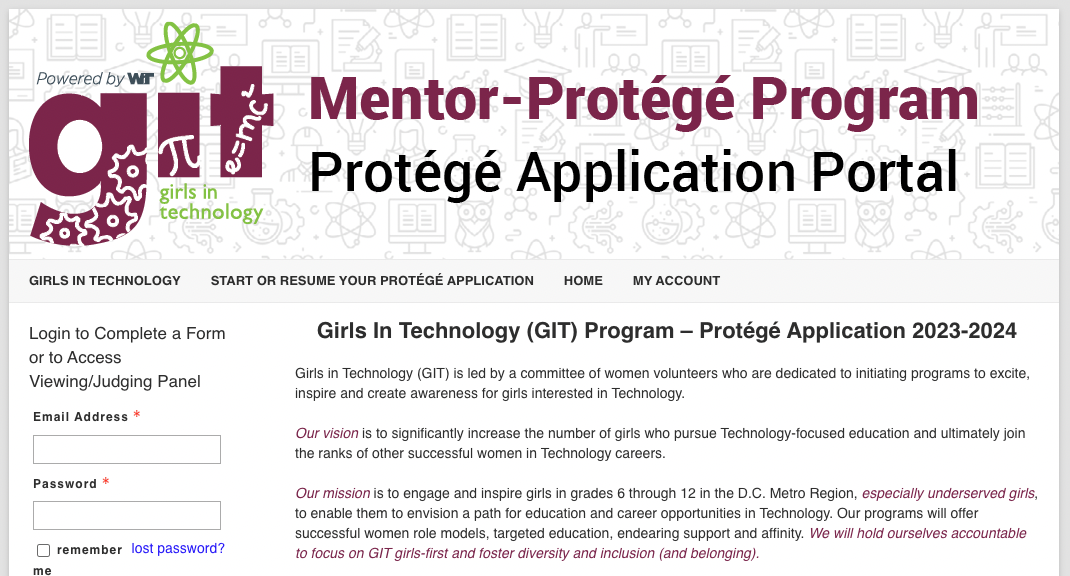 Powered by WIT
git
π
e=mc²
girls in
technology
Mentor-Protégé Program
Protégé Application Portal
GIRLS IN TECHNOLOGY START OR RESUME YOUR PROTÉGÉ APPLICATION HOME MY ACCOUNT
Login to Complete a Form
or to Access
Viewing/Judging Panel
Email Address *
Password *
remember lost password?
me
Girls In Technology (GIT) Program – Protégé Application 2023-2024
Girls in Technology (GIT) is led by a committee of women volunteers who are dedicated to initiating programs to excite,
inspire and create awareness for girls interested in Technology.
Our vision is to significantly increase the number of girls who pursue Technology-focused education and ultimately join
the ranks of other successful women in Technology careers.
Our mission is to engage and inspire girls in grades 6 through 12 in the D.C. Metro Region, especially underserved girls,
to enable them to envision a path for education and career opportunities in Technology. Our programs will offer
successful women role models, targeted education, endearing support and affinity. We will hold ourselves accountable
to focus on GIT girls-first and foster diversity and inclusion (and belonging).